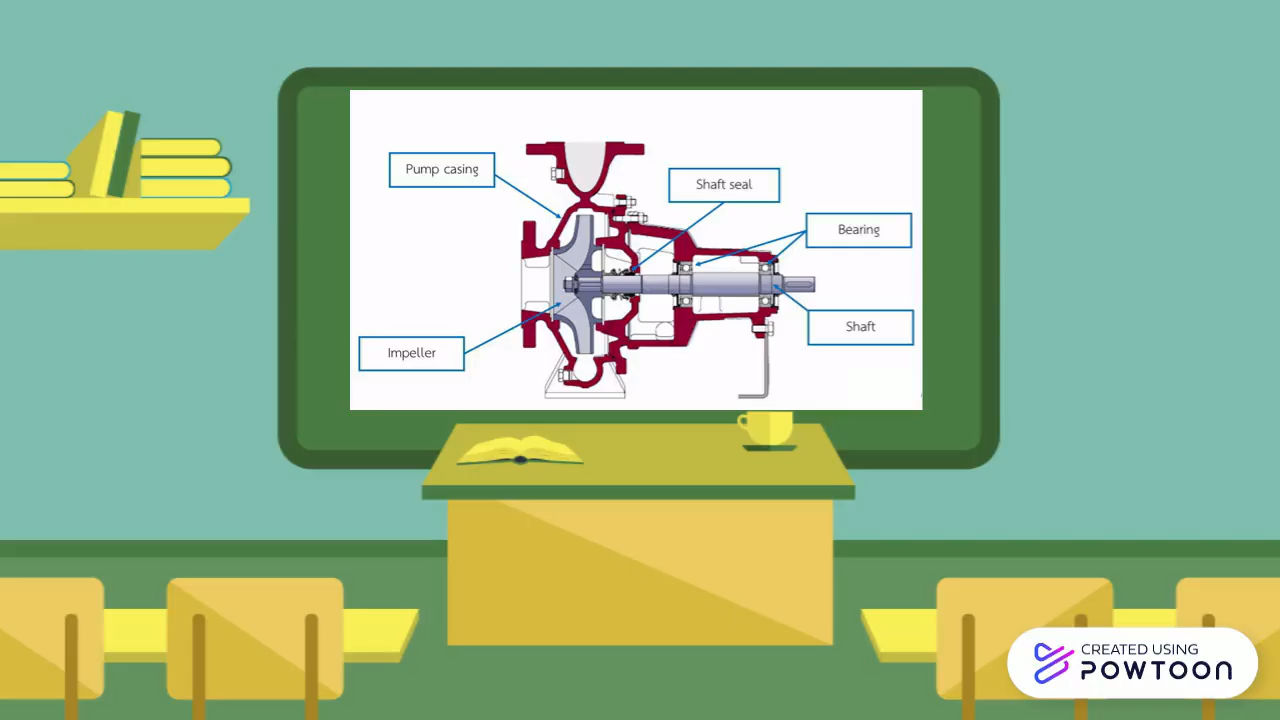 Pump casing
Shaft seal
Bearing
Shaft
Impeller
CREATED USING
POWTOON